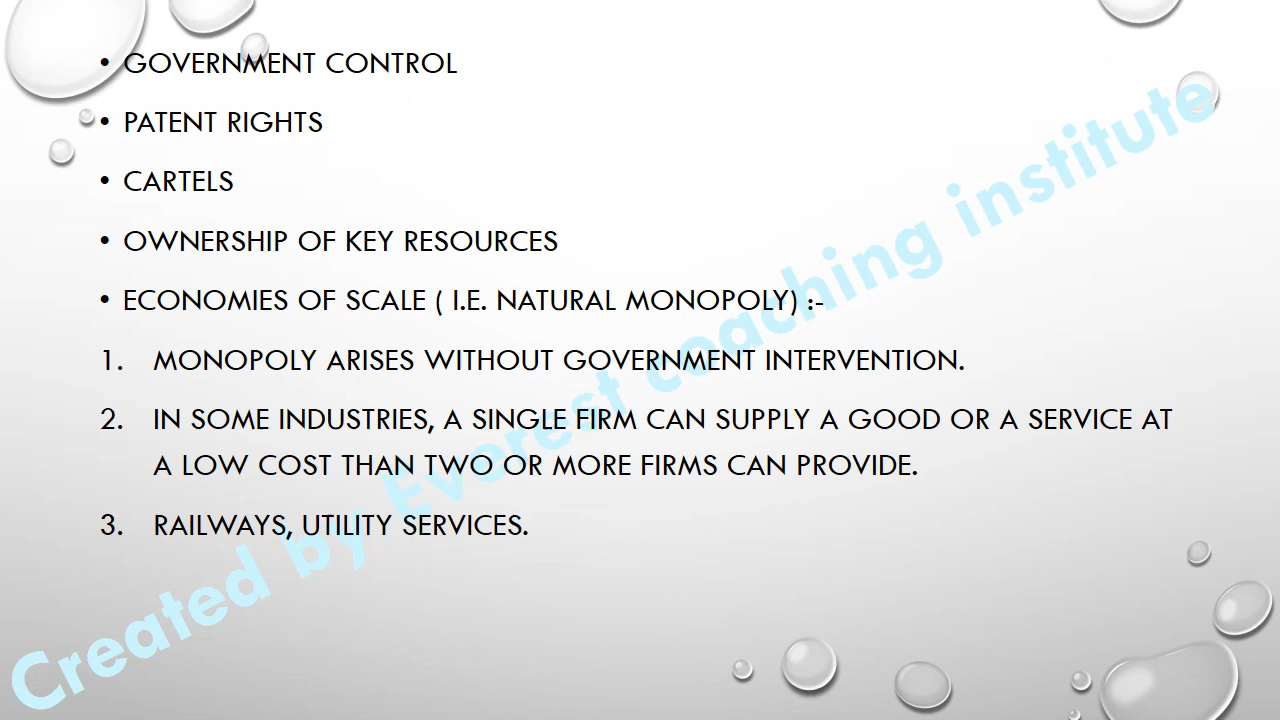 • GOVERNMENT CONTROL
• PATENT RIGHTS
• CARTELS
• OWNERSHIP OF KEY RESOURCES
• ECONOMIES OF SCALE ( I.E. NATURAL MONOPOLY) :-
1. MONOPOLY ARISES WITHOUT GOVERNMENT INTERVENTION.
2. IN SOME INDUSTRIES, A SINGLE FIRM CAN SUPPLY A GOOD OR A SERVICE AT
A LOW COST THAN TWO OR MORE FIRMS CAN PROVIDE.
3. RAILWAYS, UTILITY SERVICES.
Created by Everest coaching institute